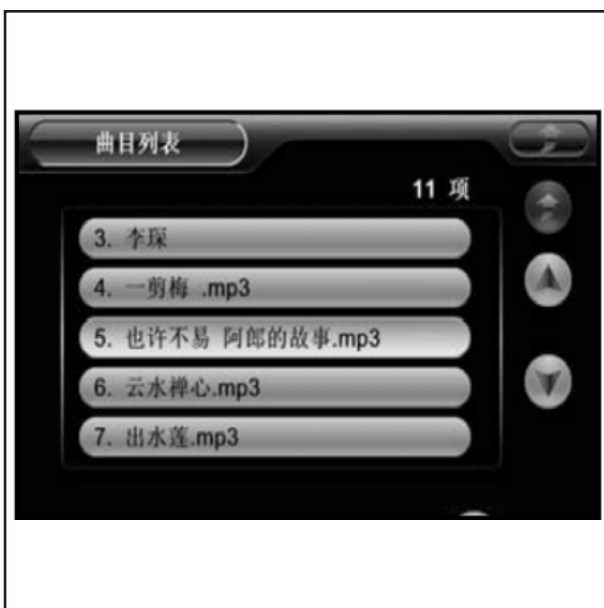 曲目列表
11 项
3. 李琛
4. 一剪梅 .mp3
5. 也许不易 阿郎的故事.mp3
6. 云水禅心.mp3
7. 出水莲.mp3